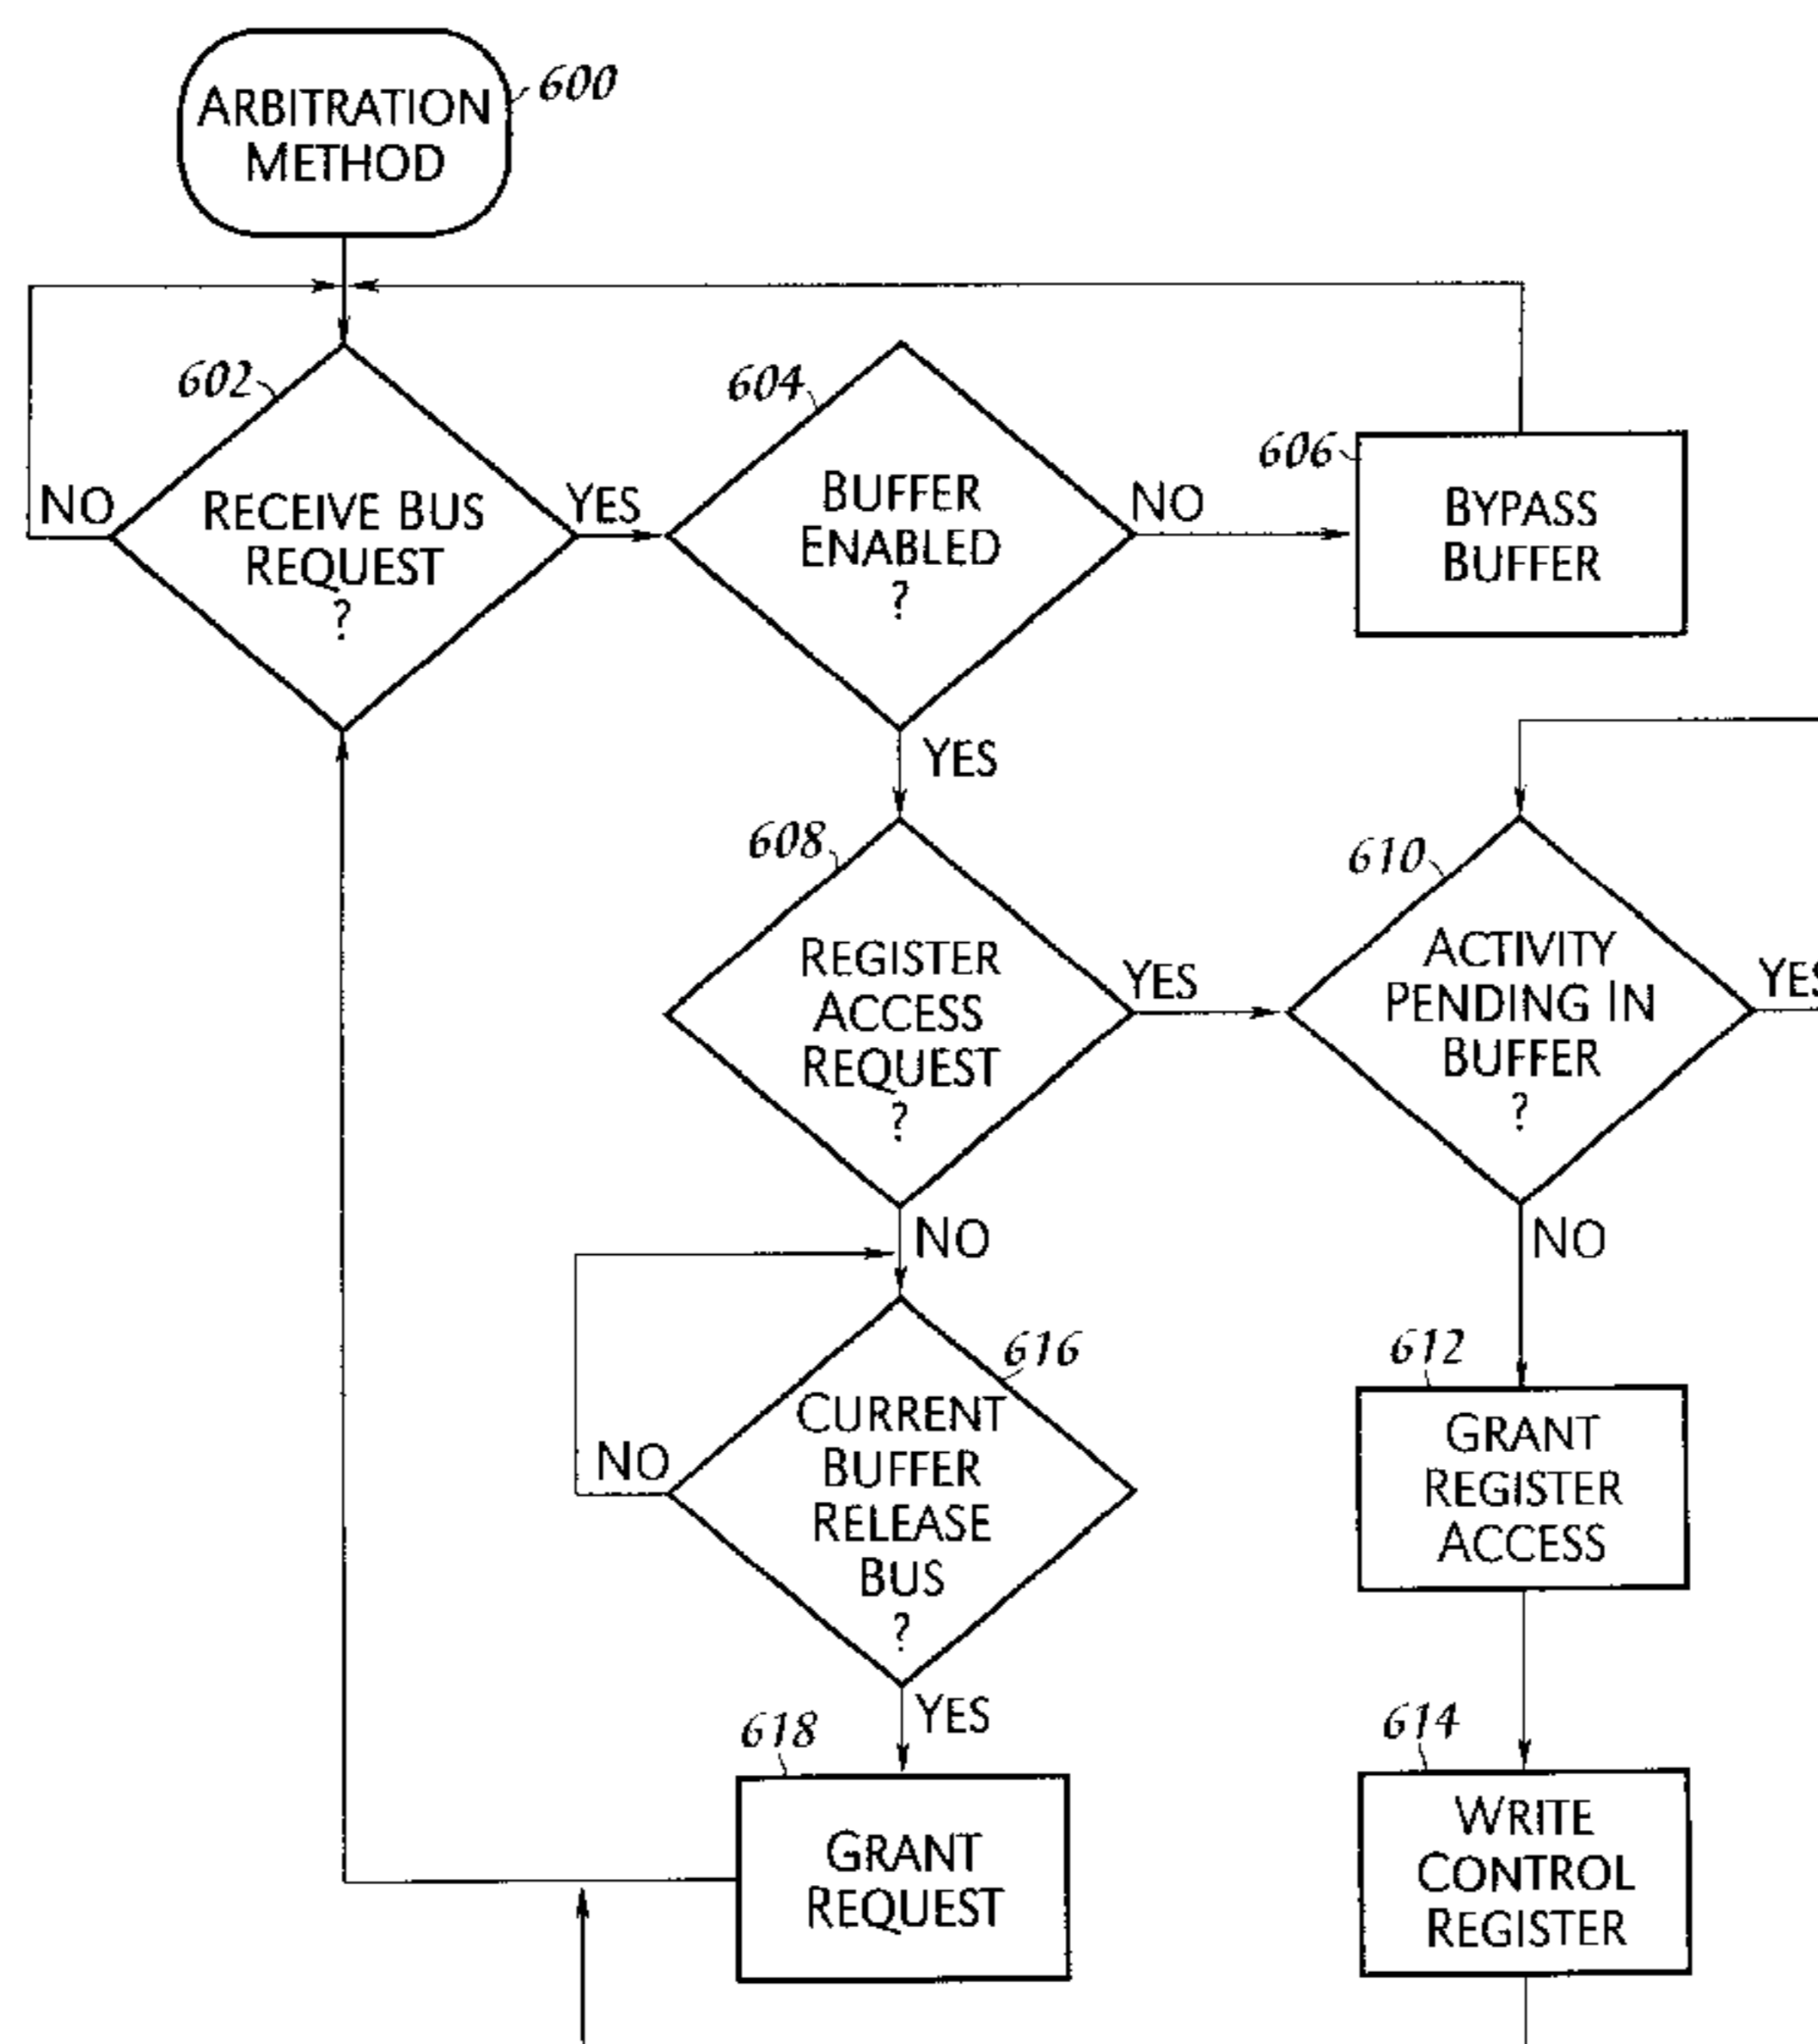 ARBITRATION
METHOD
600
602
RECEIVE BUS
REQUEST
?
NO
YES
604
BUFFER
ENABLED
?
NO
606
BYPASS
BUFFER
YES
608
REGISTER
ACCESS
REQUEST
?
YES
610
ACTIVITY
PENDING IN
BUFFER
?
YES
NO
NO
616
CURRENT
BUFFER
RELEASE
BUS
?
NO
612
GRANT
REGISTER
ACCESS
YES
618
GRANT
REQUEST
614
WRITE
CONTROL
REGISTER